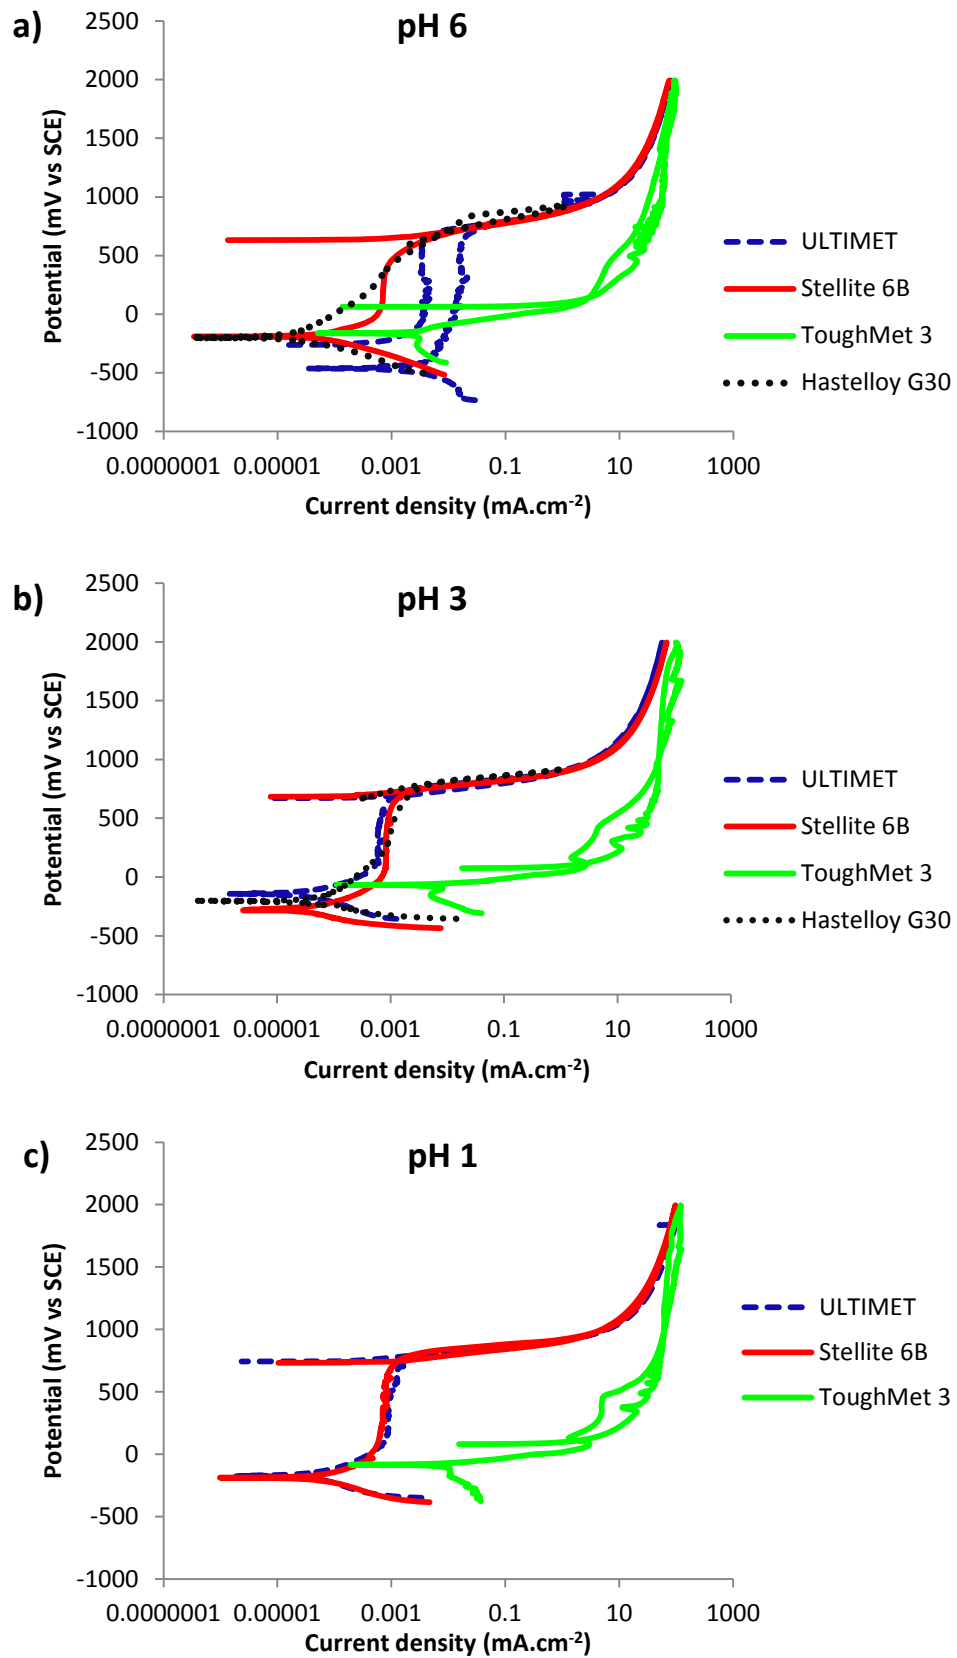 a)
pH 6
2500
2000
1500
1000
500
0
-500
-1000
Potential (mV vs SCE)
0.0000001 0.00001 0.001 0.1 10 1000
Current density (mA.cm-2)
ULTIMET
Stellite 6B
ToughMet 3
Hastelloy G30
b)
pH 3
2500
2000
1500
1000
500
0
-500
-1000
Potential (mV vs SCE)
0.0000001 0.00001 0.001 0.1 10 1000
Current density (mA.cm-2)
ULTIMET
Stellite 6B
ToughMet 3
Hastelloy G30
c)
pH 1
2500
2000
1500
1000
500
0
-500
-1000
Potential (mV vs SCE)
0.0000001 0.00001 0.001 0.1 10 1000
Current density (mA.cm-2)
ULTIMET
Stellite 6B
ToughMet 3